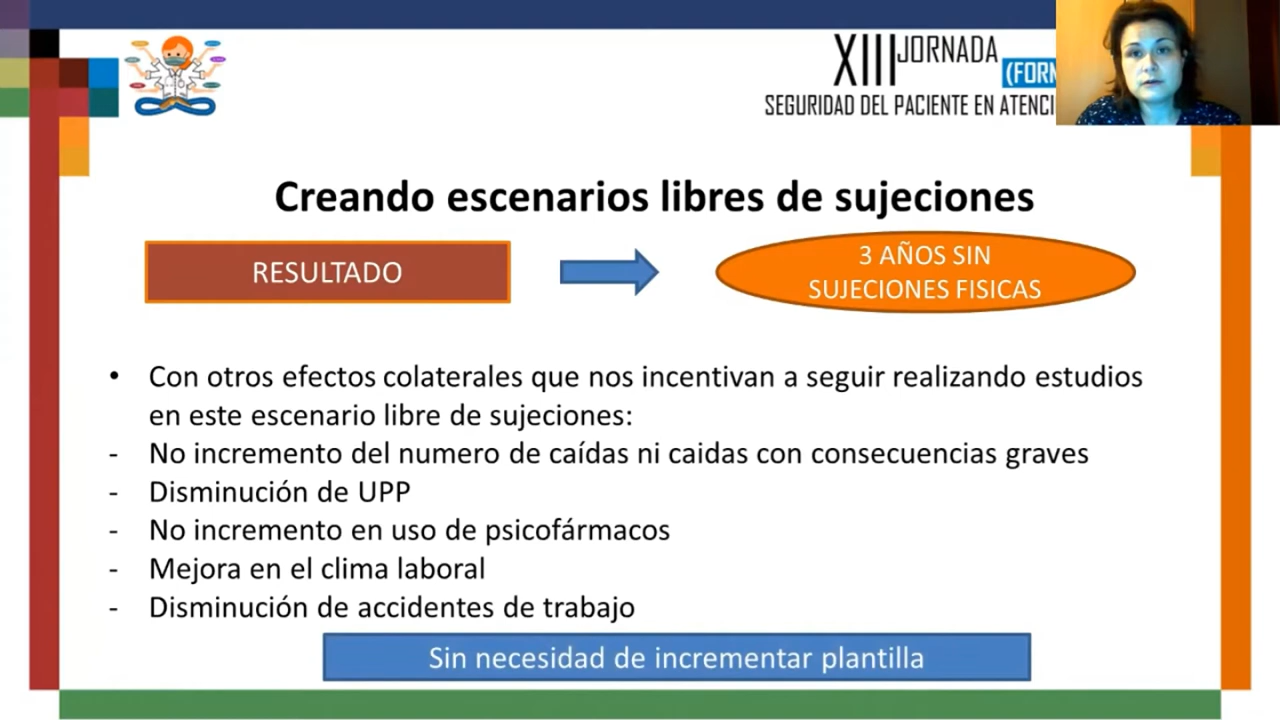 XIII JORNADA
(FORM
SEGURIDAD DEL PACIENTE EN ATENCI
Creando escenarios libres de sujeciones
RESULTADO
3 AÑOS SIN
SUJECIONES FISICAS
• Con otros efectos colaterales que nos incentivan a seguir realizando estudios
en este escenario libre de sujeciones:
- No incremento del numero de caídas ni caidas con consecuencias graves
- Disminución de UPP
- No incremento en uso de psicofármacos
- Mejora en el clima laboral
- Disminución de accidentes de trabajo
Sin necesidad de incrementar plantilla